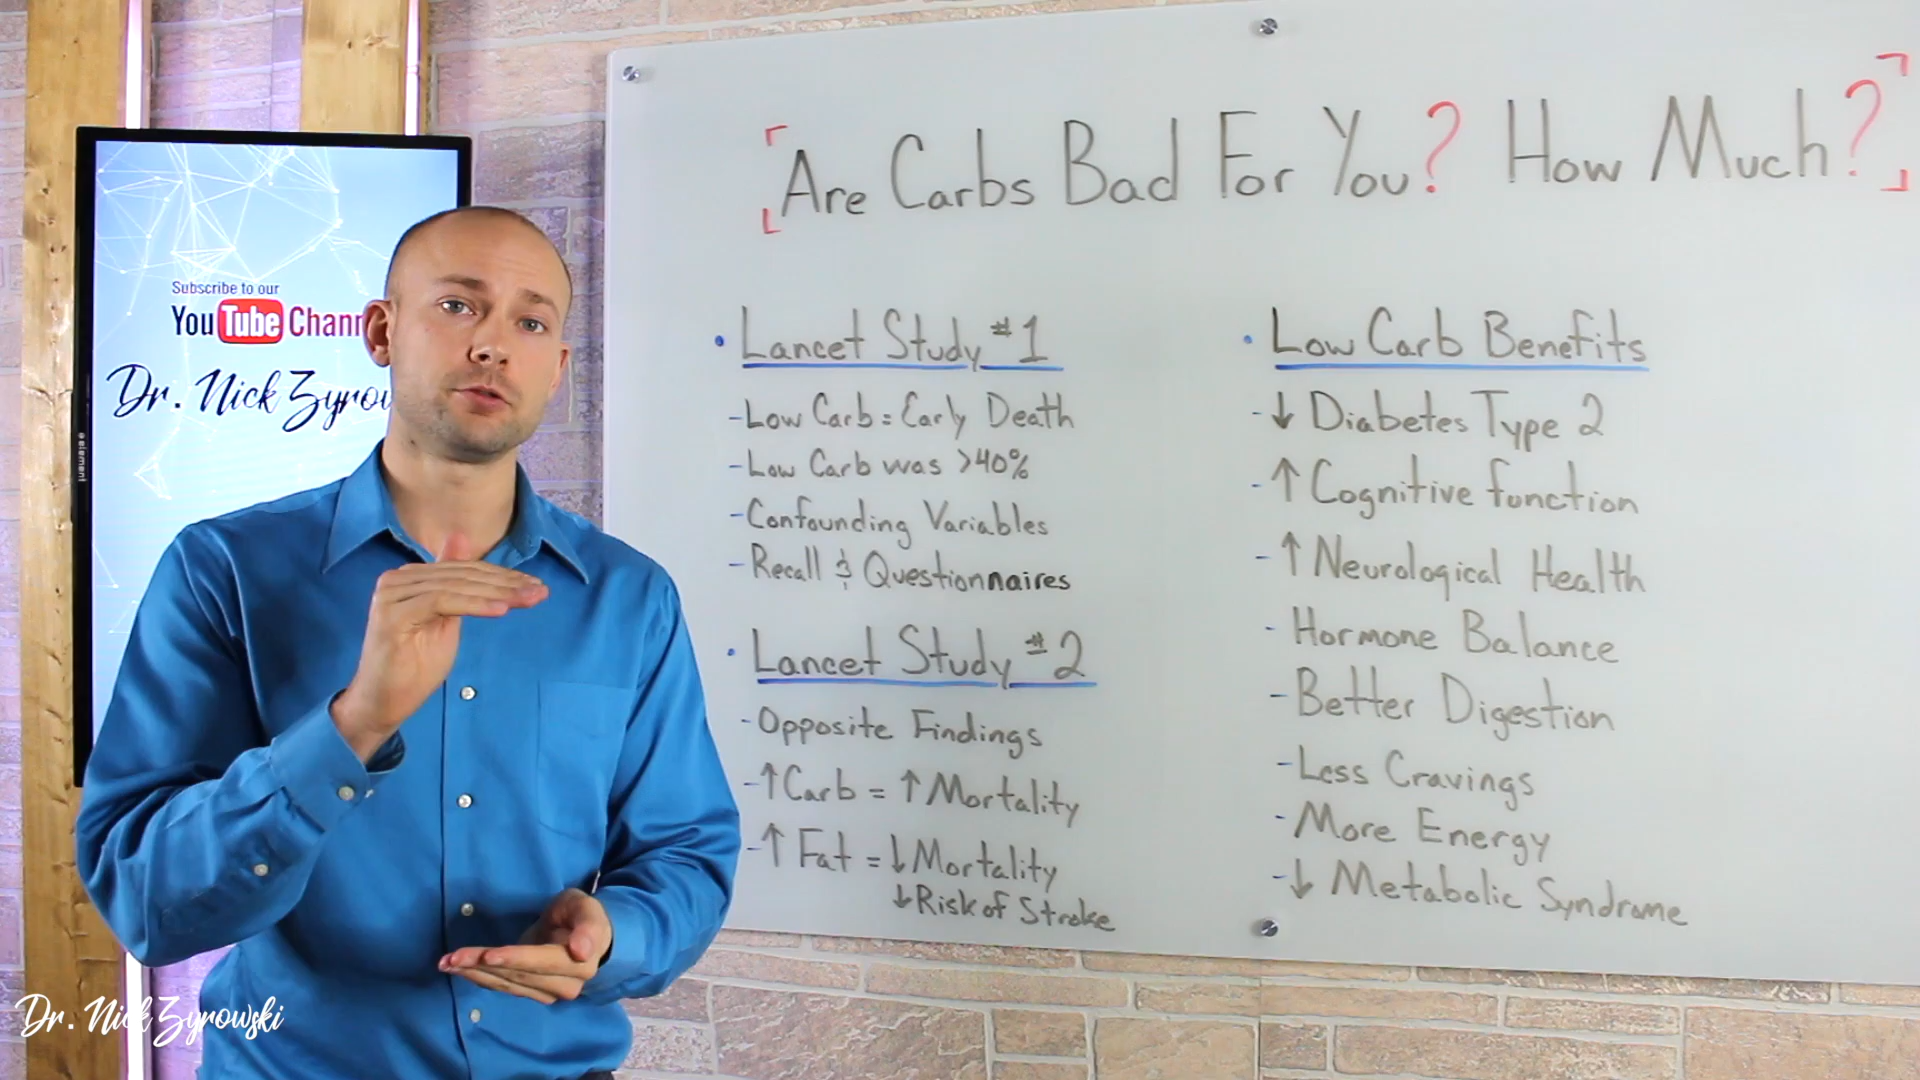 Subscribe to our
YouTube Chann
Dr. Nick Zyrow
element
Are Carbs Bad For You? How Much?
• Lancet Study #1
- Low Carb = Early Death
- Low Carb was >40%
- Confounding Variables
- Recall & Questionnaires
• Lancet Study #2
- Opposite Findings
- ↑ Carb = ↑ Mortality
- ↑ Fat = ↓ Mortality
↓ Risk of Stroke
• Low Carb Benefits
- ↓ Diabetes Type 2
- ↑ Cognitive function
- ↑ Neurological Health
- Hormone Balance
- Better Digestion
- Less Cravings
- More Energy
- ↓ Metabolic Syndrome
Dr. Nick Zyrowski